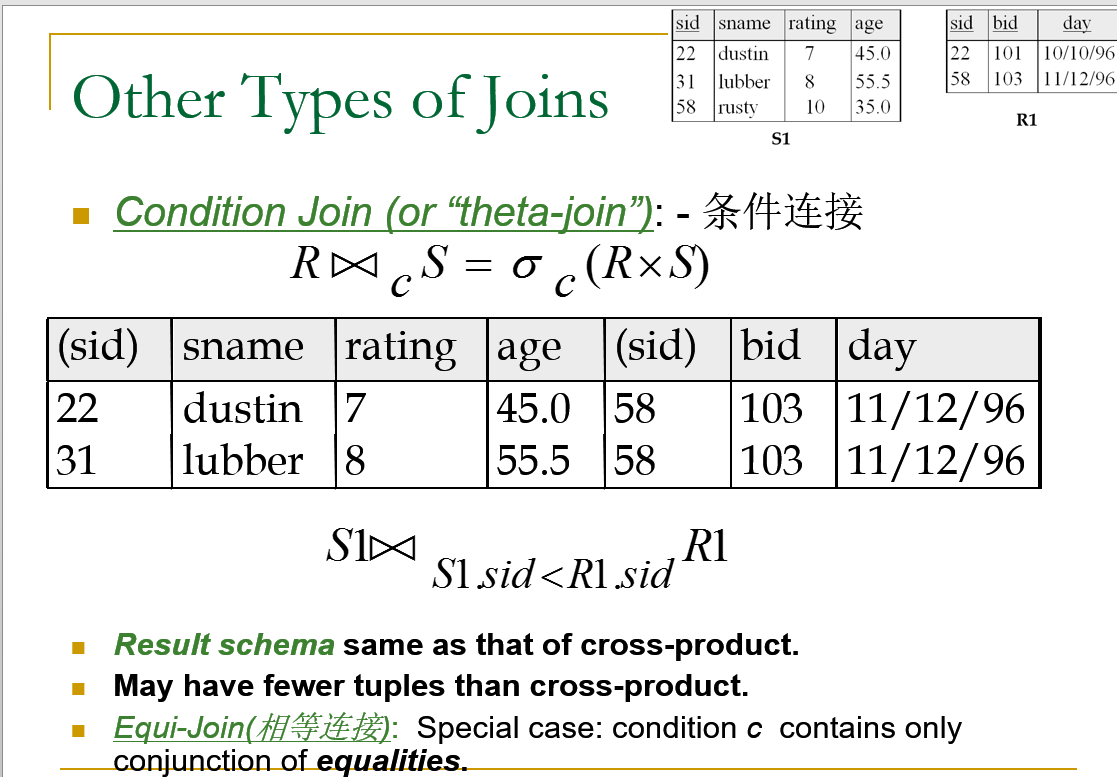 sid sname rating age
22 dustin 7 45.0
31 lubber 8 55.5
58 rusty 10 35.0
S1
sid bid day
22 101 10/10/96
58 103 11/12/96
R1
Other Types of Joins
Condition Join (or “theta-join”): - 条件连接
R ⋈ c S = σ c (R × S)
(sid) sname rating age (sid) bid day
22 dustin 7 45.0 58 103 11/12/96
31 lubber 8 55.5 58 103 11/12/96
S1 ⋈ S1.sid < R1.sid R1
Result schema same as that of cross-product.
May have fewer tuples than cross-product.
Equi-Join(相等连接): Special case: condition c contains only
conjunction of equalities.